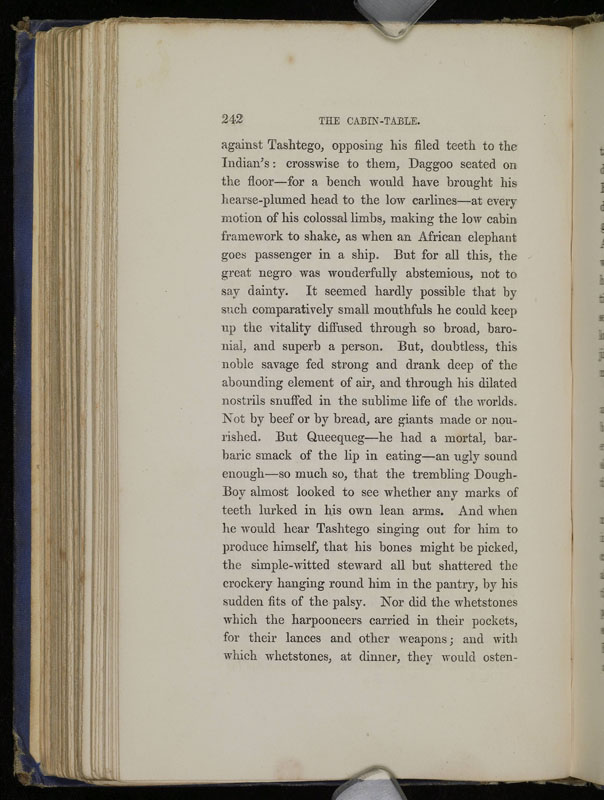 242 THE CABIN-TABLE.
against Tashtego, opposing his filed teeth to the
Indian's: crosswise to them, Daggoo seated on
the floor—for a bench would have brought his
hearse-plumed head to the low carlines—at every
motion of his colossal limbs, making the low cabin
framework to shake, as when an African elephant
goes passenger in a ship. But for all this, the
great negro was wonderfully abstemious, not to
say dainty. It seemed hardly possible that by
such comparatively small mouthfuls he could keep
up the vitality diffused through so broad, baro-
nial, and superb a person. But, doubtless, this
noble savage fed strong and drank deep of the
abounding element of air, and through his dilated
nostrils snuffed in the sublime life of the worlds.
Not by beef or by bread, are giants made or nou-
rished. But Queequeg—he had a mortal, bar-
baric smack of the lip in eating—an ugly sound
enough—so much so, that the trembling Dough-
Boy almost looked to see whether any marks of
teeth lurked in his own lean arms. And when
he would hear Tashtego singing out for him to
produce himself, that his bones might be picked,
the simple-witted steward all but shattered the
crockery hanging round him in the pantry, by his
sudden fits of the palsy. Nor did the whetstones
which the harpooneers carried in their pockets,
for their lances and other weapons; and with
which whetstones, at dinner, they would osten-